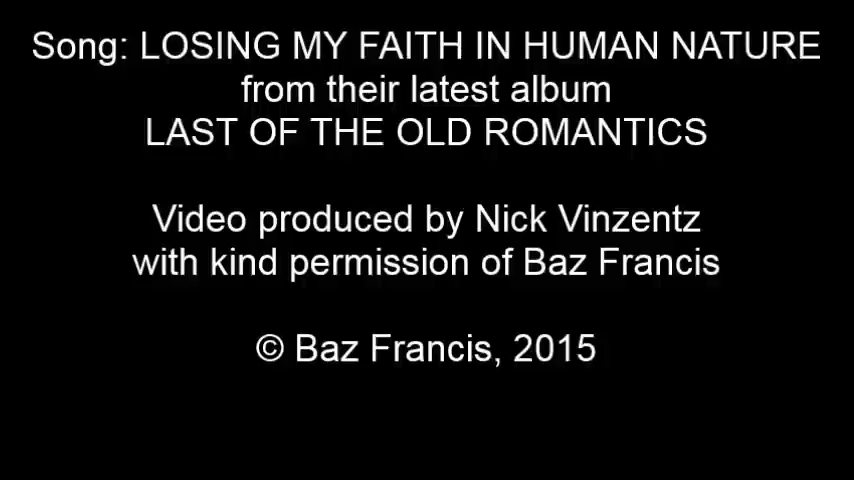 Song: LOSING MY FAITH IN HUMAN NATURE
from their latest album
LAST OF THE OLD ROMANTICS
Video produced by Nick Vinzentz
with kind permission of Baz Francis
© Baz Francis, 2015